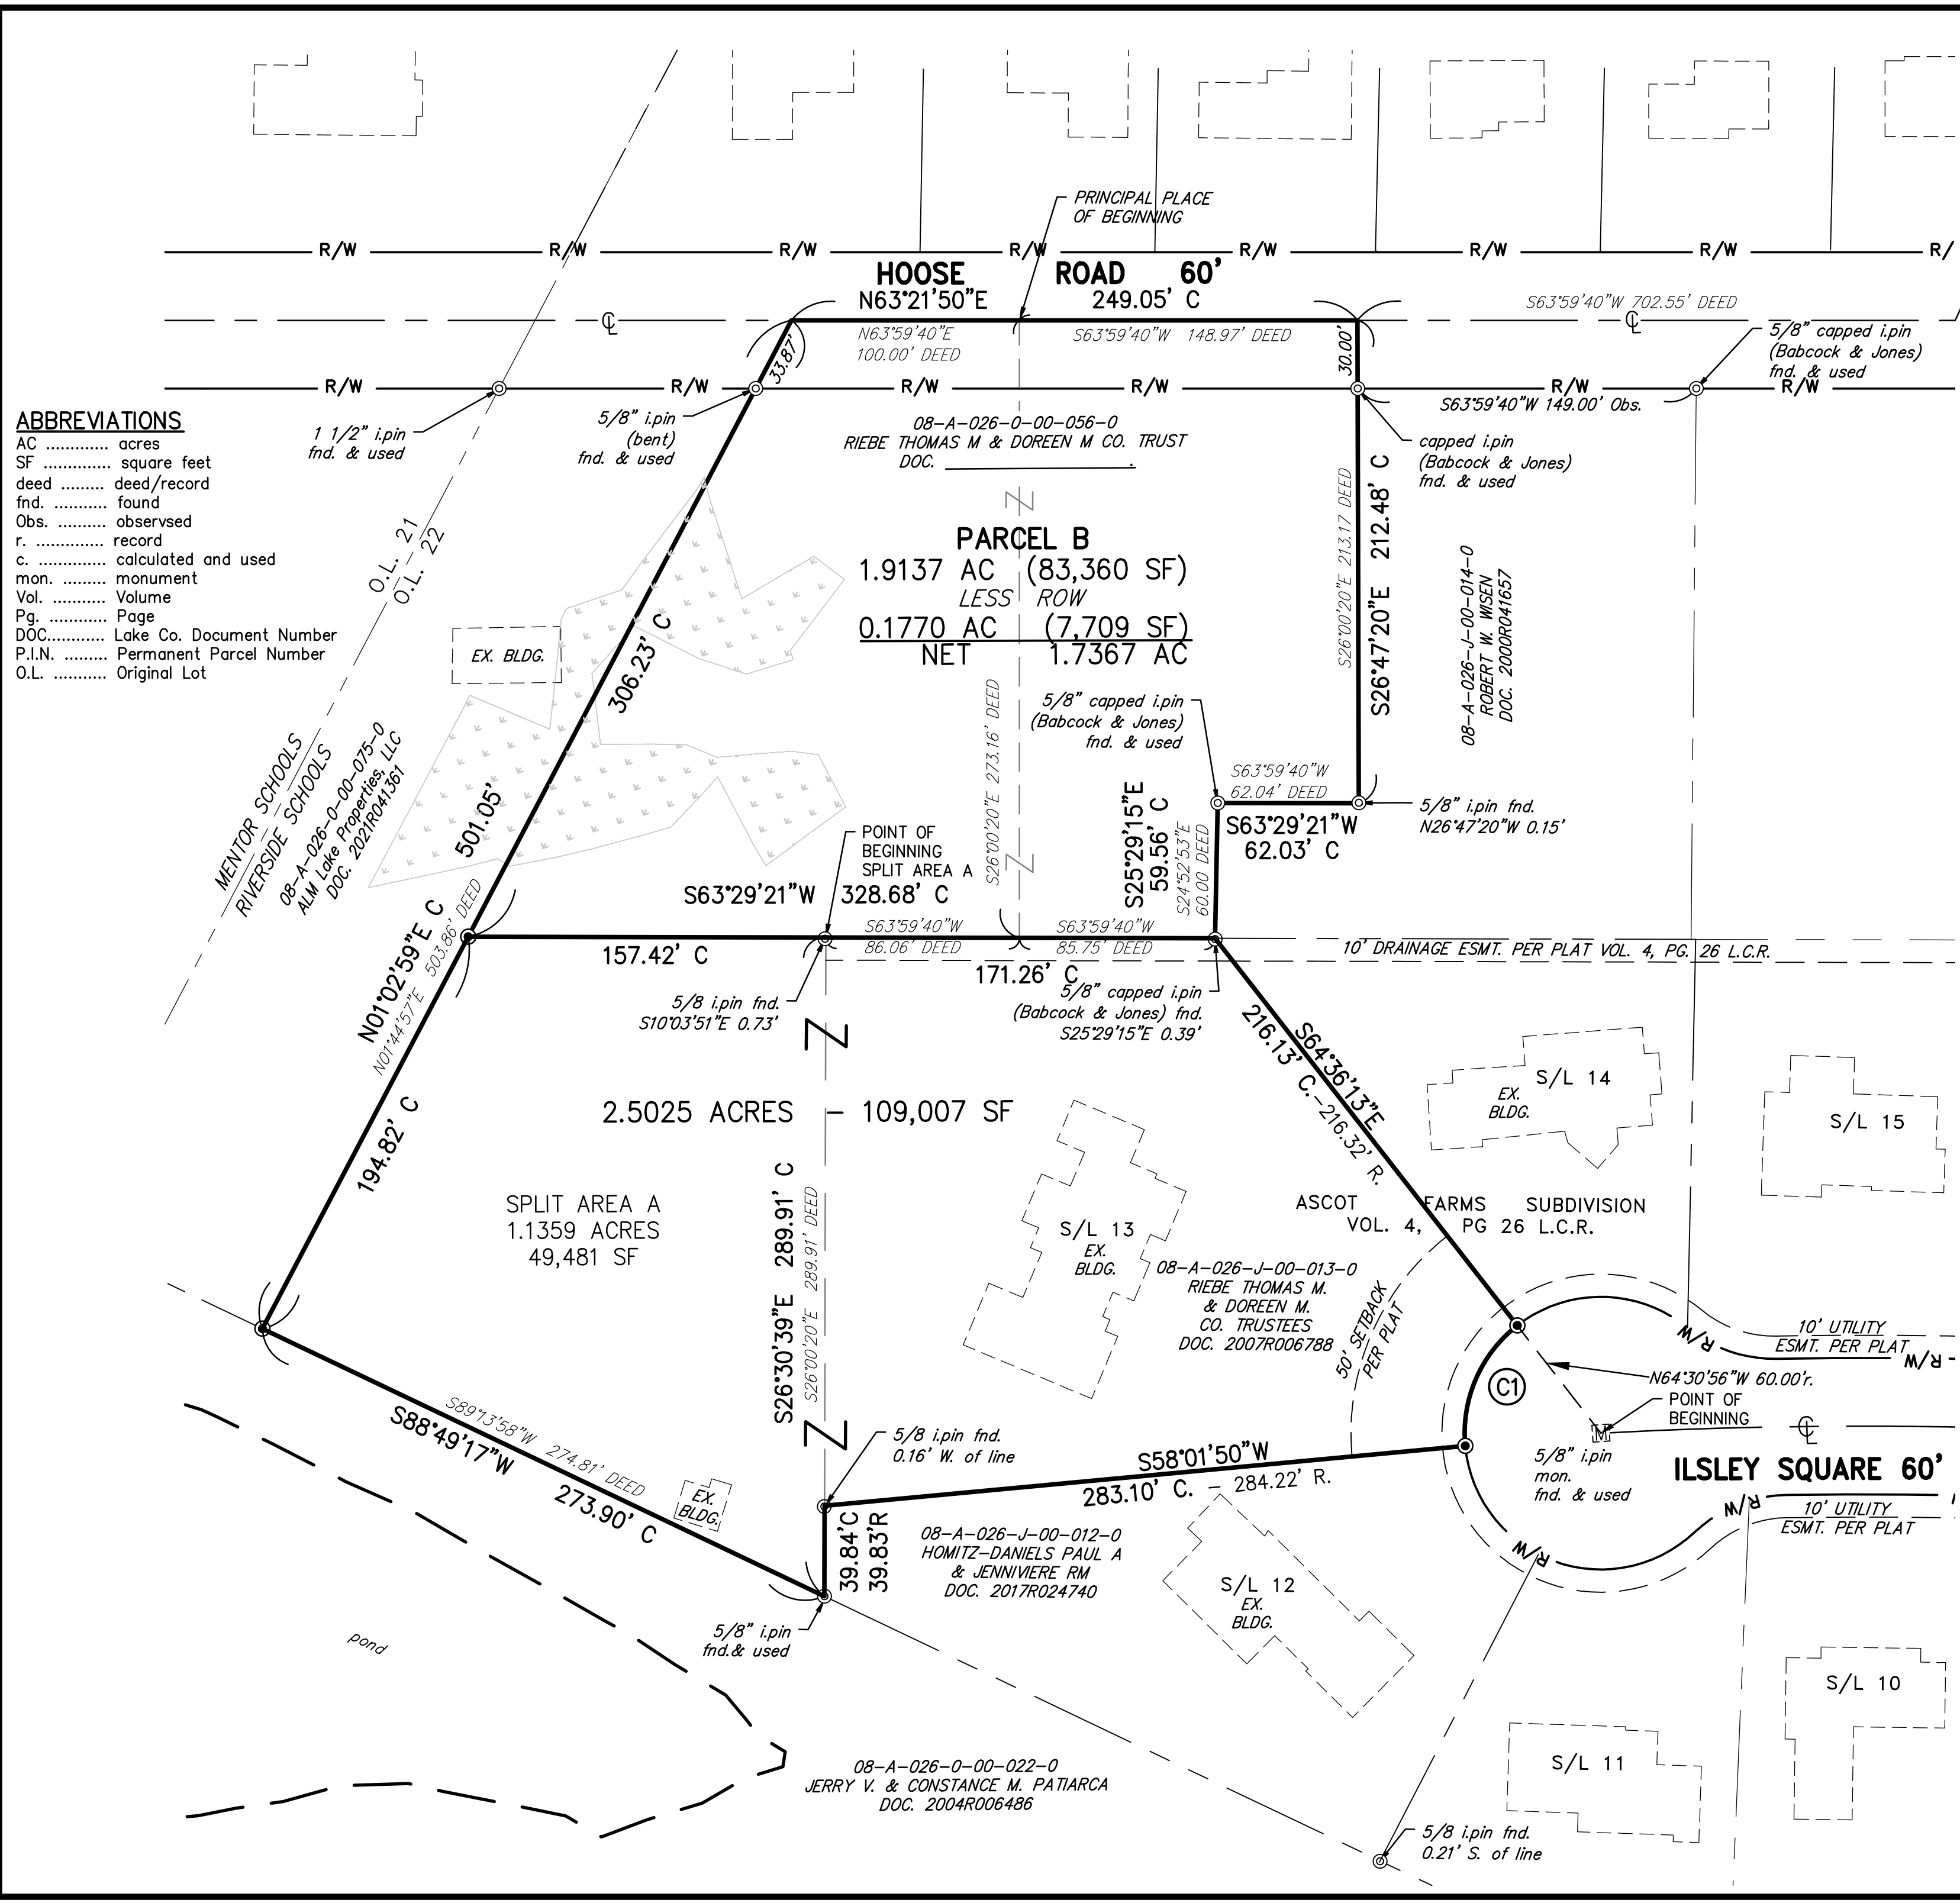 PRINCIPAL PLACE
OF BEGINNING
R/W R/W R/W R/W R/W R/W R/W R/
HOOSE ROAD 60'
N63°21'50"E 249.05' C
S63°59'40"W 702.55' DEED
℄
℄
N63°59'40"E
100.00' DEED
S63°59'40"W 148.97' DEED
33.87'
30.00'
5/8" capped i.pin
(Babcock & Jones)
fnd. & used
R/W R/W R/W R/W R/W R/W
S63°59'40"W 149.00' Obs.
ABBREVIATIONS
AC ............. acres
SF .............. square feet
deed ......... deed/record
fnd. ........... found
Obs. .......... observsed
r. .............. record
c. .............. calculated and used
mon. ......... monument
Vol. ........... Volume
Pg. ............ Page
DOC............ Lake Co. Document Number
P.I.N. ......... Permanent Parcel Number
O.L. ........... Original Lot
1 1/2" i.pin
fnd. & used
5/8" i.pin
(bent)
fnd. & used
08-A-026-0-00-056-0
RIEBE THOMAS M & DOREEN M CO. TRUST
DOC. .
capped i.pin
(Babcock & Jones)
fnd. & used
O.L. 21
O.L. 22
PARCEL B
1.9137 AC (83,360 SF)
LESS ROW
0.1770 AC (7,709 SF)
NET 1.7367 AC
S26°00'20"E 213.17 DEED
S26°47'20"E 212.48' C
08-A-026-J-00-014-0
ROBERT W. WISEN
DOC. 2000R041657
EX. BLDG.
306.23' C
501.05'
N01°02'59"E C
N01°44'57"E 503.86' DEED
MENTOR SCHOOLS
RIVERSIDE SCHOOLS
08-A-026-0-00-075-0
ALM Lake Properties, LLC
DOC. 2021R041361
S26°00'20"E 273.16' DEED
5/8" capped i.pin
(Babcock & Jones)
fnd. & used
S63°59'40"W
62.04' DEED
S63°29'21"W
62.03' C
5/8" i.pin fnd.
N26°47'20"W 0.15'
S25°29'15"E
59.56' C
S24°52'53"E
60.00 DEED
POINT OF
BEGINNING
SPLIT AREA A
S63°29'21"W 328.68' C
S63°59'40"W
86.06' DEED
S63°59'40"W
85.75' DEED
157.42' C
171.26' C
10' DRAINAGE ESMT. PER PLAT VOL. 4, PG. 26 L.C.R.
5/8 i.pin fnd.
S10°03'51"E 0.73'
5/8" capped i.pin
(Babcock & Jones) fnd.
S25°29'15"E 0.39'
S64°36'13"E
216.13' C.-216.32' R.
194.82' C
2.5025 ACRES - 109,007 SF
SPLIT AREA A
1.1359 ACRES
49,481 SF
S26°30'39"E 289.91' C
S26°00'20"E 289.91' DEED
S/L 14
EX.
BLDG.
S/L 15
ASCOT FARMS SUBDIVISION
VOL. 4, PG 26 L.C.R.
S/L 13
EX.
BLDG.
08-A-026-J-00-013-0
RIEBE THOMAS M.
& DOREEN M.
CO. TRUSTEES
DOC. 2007R006788
50' SETBACK
PER PLAT
C1
R/W
10' UTILITY
ESMT. PER PLAT
R/W
N64°30'56"W 60.00'r.
POINT OF
BEGINNING
M
℄
5/8" i.pin
mon.
fnd. & used
ILSLEY SQUARE 60'
R/W
10' UTILITY
ESMT. PER PLAT
R/W
S89°13'58"W 274.81' DEED
S88°49'17"W
273.90' C
EX.
BLDG.
5/8 i.pin fnd.
0.16' W. of line
S58°01'50"W
283.10' C. - 284.22' R.
39.84'C
39.83'R
08-A-026-J-00-012-0
HOMITZ-DANIELS PAUL A
& JENNIVIERE RM
DOC. 2017R024740
S/L 12
EX.
BLDG.
5/8" i.pin
fnd.& used
pond
S/L 10
S/L 11
08-A-026-0-00-022-0
JERRY V. & CONSTANCE M. PATIARCA
DOC. 2004R006486
5/8 i.pin fnd.
0.21' S. of line